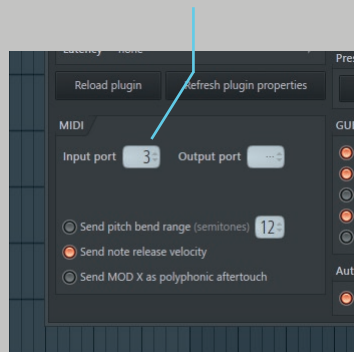 Latency none
Pres
Reload plugin Refresh plugin properties
MIDI GUI
Input port 3 Output port ---
Send pitch bend range (semitones) 12
Send note release velocity
Send MOD X as polyphonic aftertouch
Aut